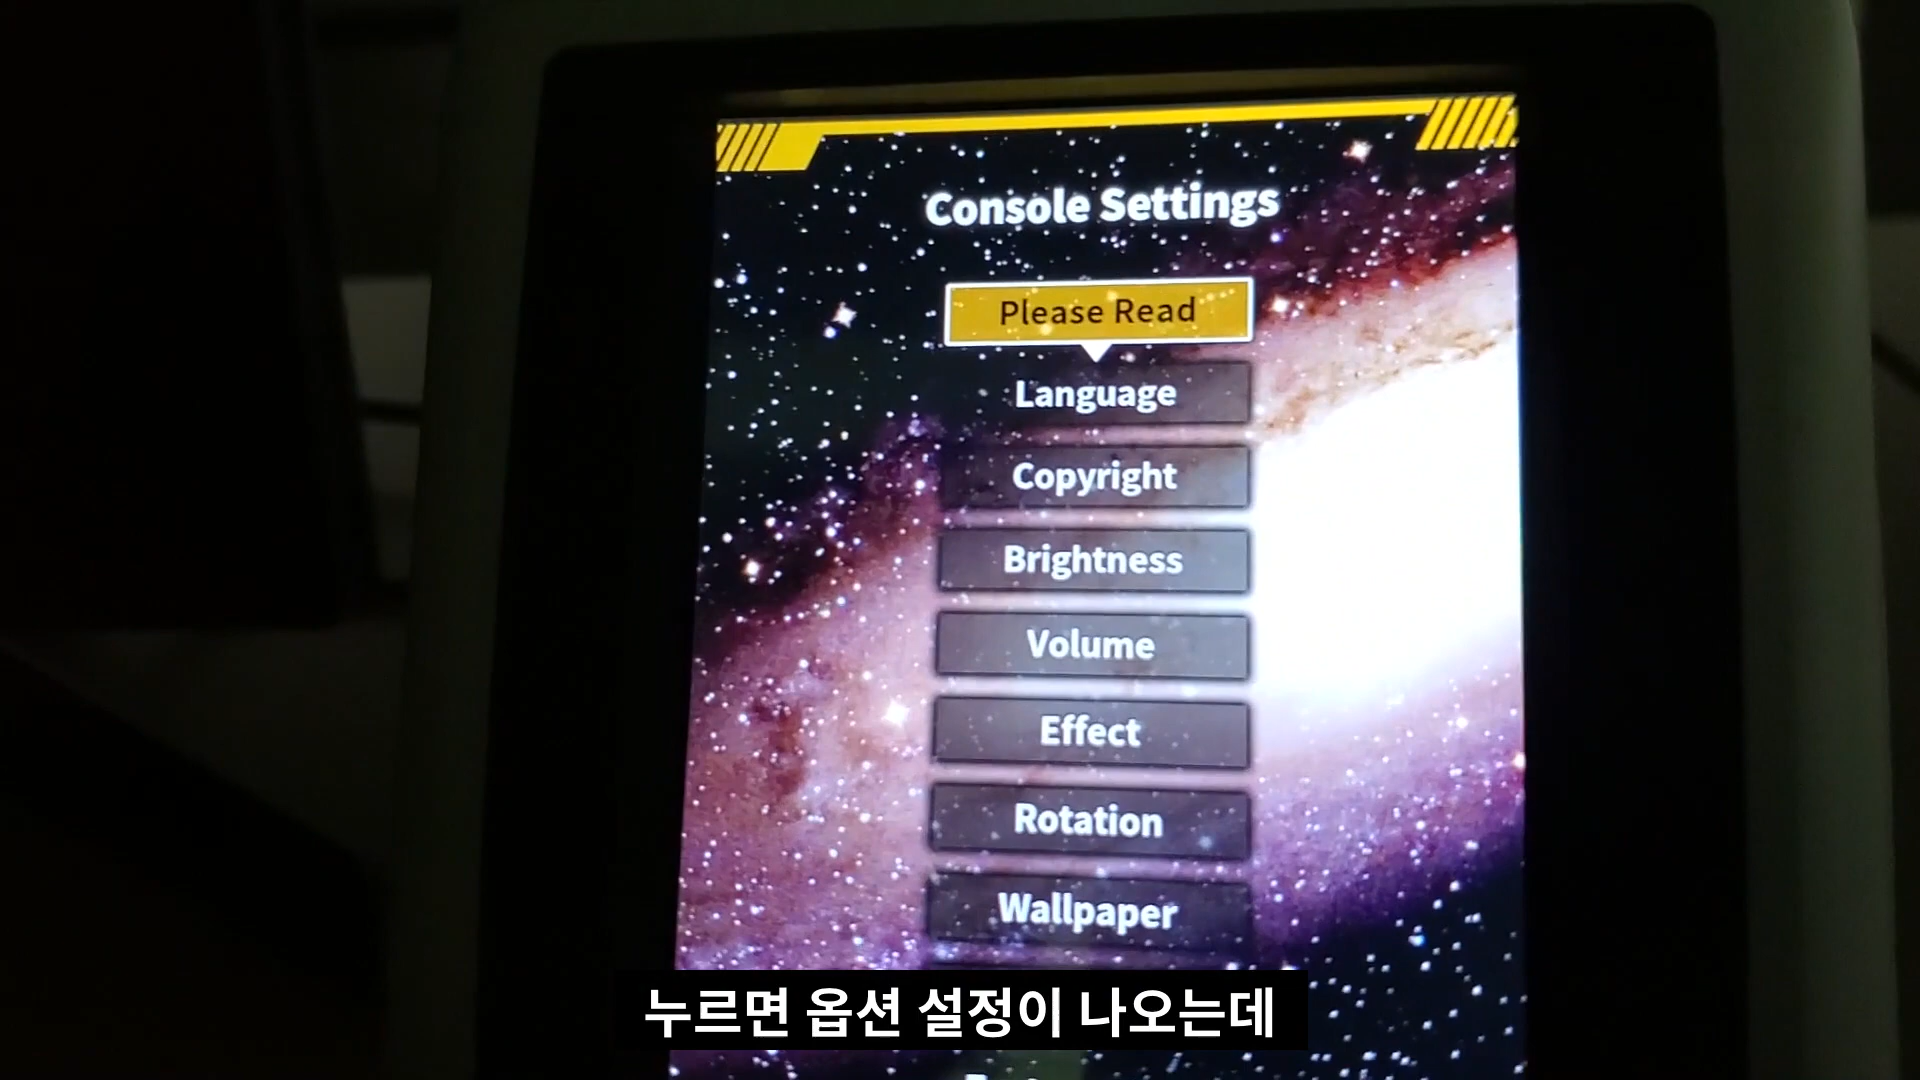 Console Settings
Please Read
Language
Copyright
Brightness
Volume
Effect
Rotation
Wallpaper
누르면 옵션 설정이 나오는데